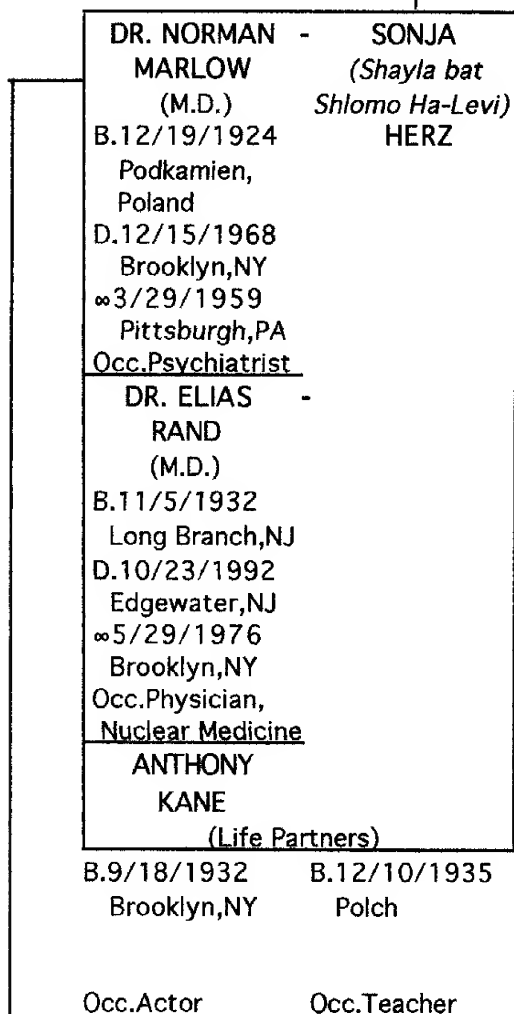 DR. NORMAN - SONJA
MARLOW (Shayla bat
(M.D.) Shlomo Ha-Levi)
B.12/19/1924 HERZ
Podkamien,
Poland
D.12/15/1968
Brooklyn,NY
∞3/29/1959
Pittsburgh,PA
Occ.Psychiatrist
DR. ELIAS -
RAND
(M.D.)
B.11/5/1932
Long Branch,NJ
D.10/23/1992
Edgewater,NJ
∞5/29/1976
Brooklyn,NY
Occ.Physician,
Nuclear Medicine
ANTHONY
KANE
(Life Partners)
B.9/18/1932 B.12/10/1935
Brooklyn,NY Polch
Occ.Actor Occ.Teacher